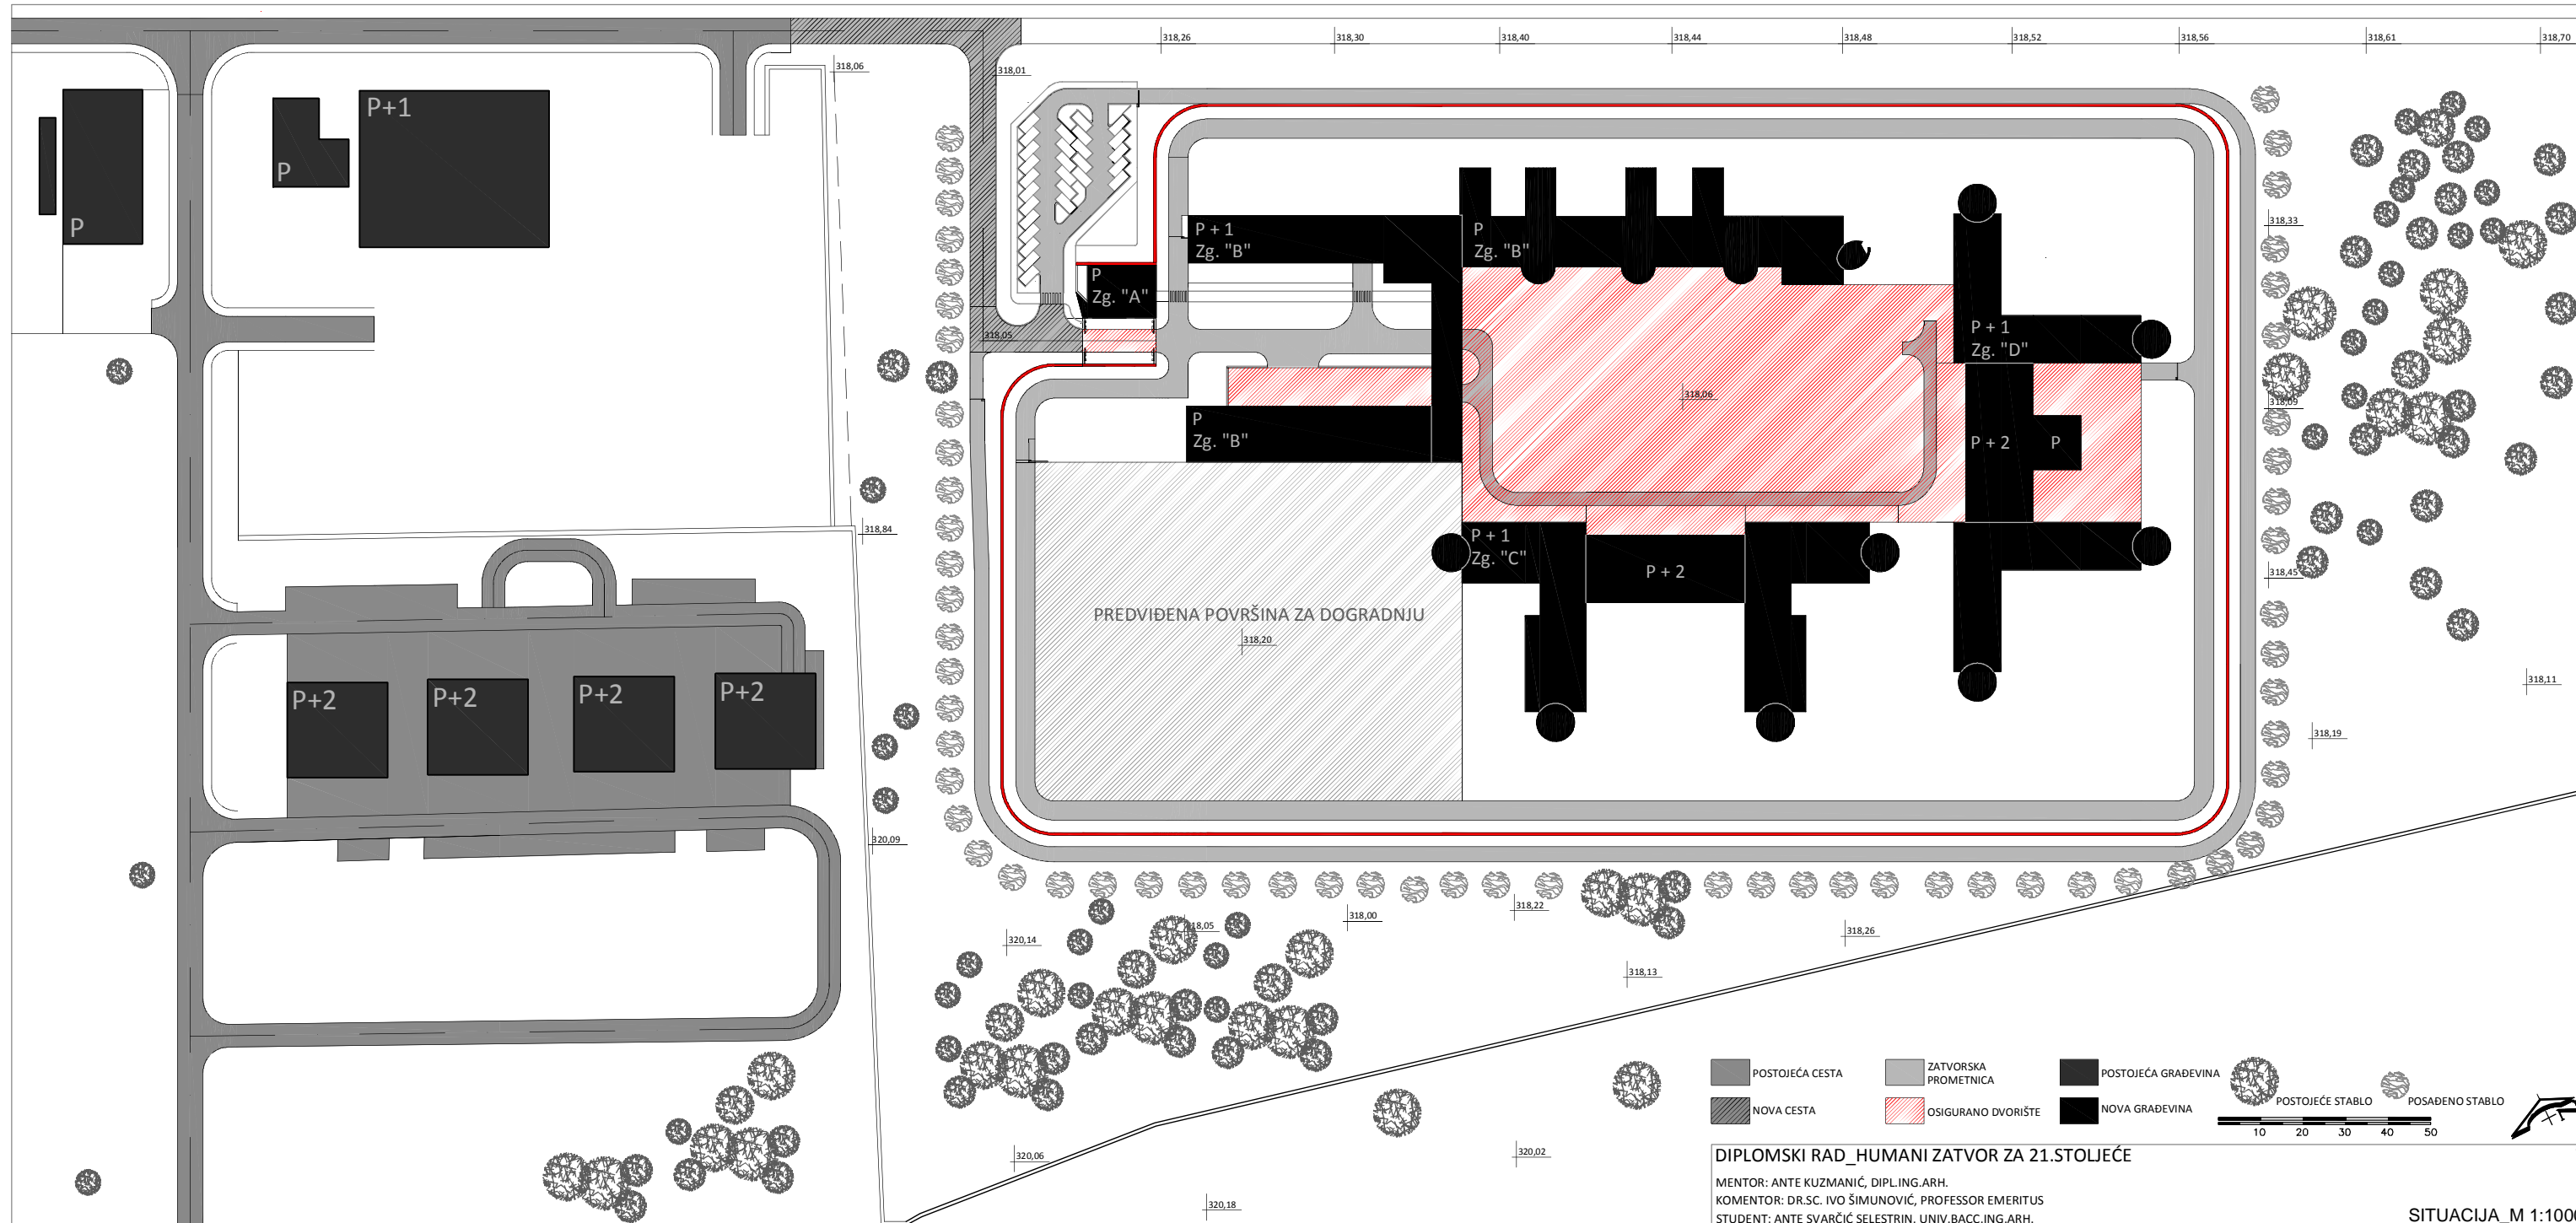 318,26
318,30
318,40
318,44
318,48
318,52
318,56
318,61
318,70
318,06
318,01
P
P
P+1
P + 1
Zg. "B"
P
Zg. "B"
318,33
P
Zg. "A"
318,05
P + 1
Zg. "D"
318,06
318,09
P
Zg. "B"
P + 2
P
318,84
P + 1
Zg. "C"
P + 2
318,45
PREDVIĐENA POVRŠINA ZA DOGRADNJU
318,20
P+2
P+2
P+2
P+2
318,11
318,19
320,09
318,22
318,00
18,05
320,14
318,26
318,13
POSTOJEĆA CESTA
ZATVORSKA
PROMETNICA
POSTOJEĆA GRAĐEVINA
POSTOJEĆE STABLO
POSAĐENO STABLO
NOVA CESTA
OSIGURANO DVORIŠTE
NOVA GRAĐEVINA
10 20 30 40 50
320,06
320,02
320,18
DIPLOMSKI RAD_HUMANI ZATVOR ZA 21.STOLJEĆE
MENTOR: ANTE KUZMANIĆ, DIPL.ING.ARH.
KOMENTOR: DR.SC. IVO ŠIMUNOVIĆ, PROFESSOR EMERITUS
STUDENT: ANTE SVARČIĆ SELESTRIN, UNIV.BACC.ING.ARH.
SITUACIJA_M 1:1000